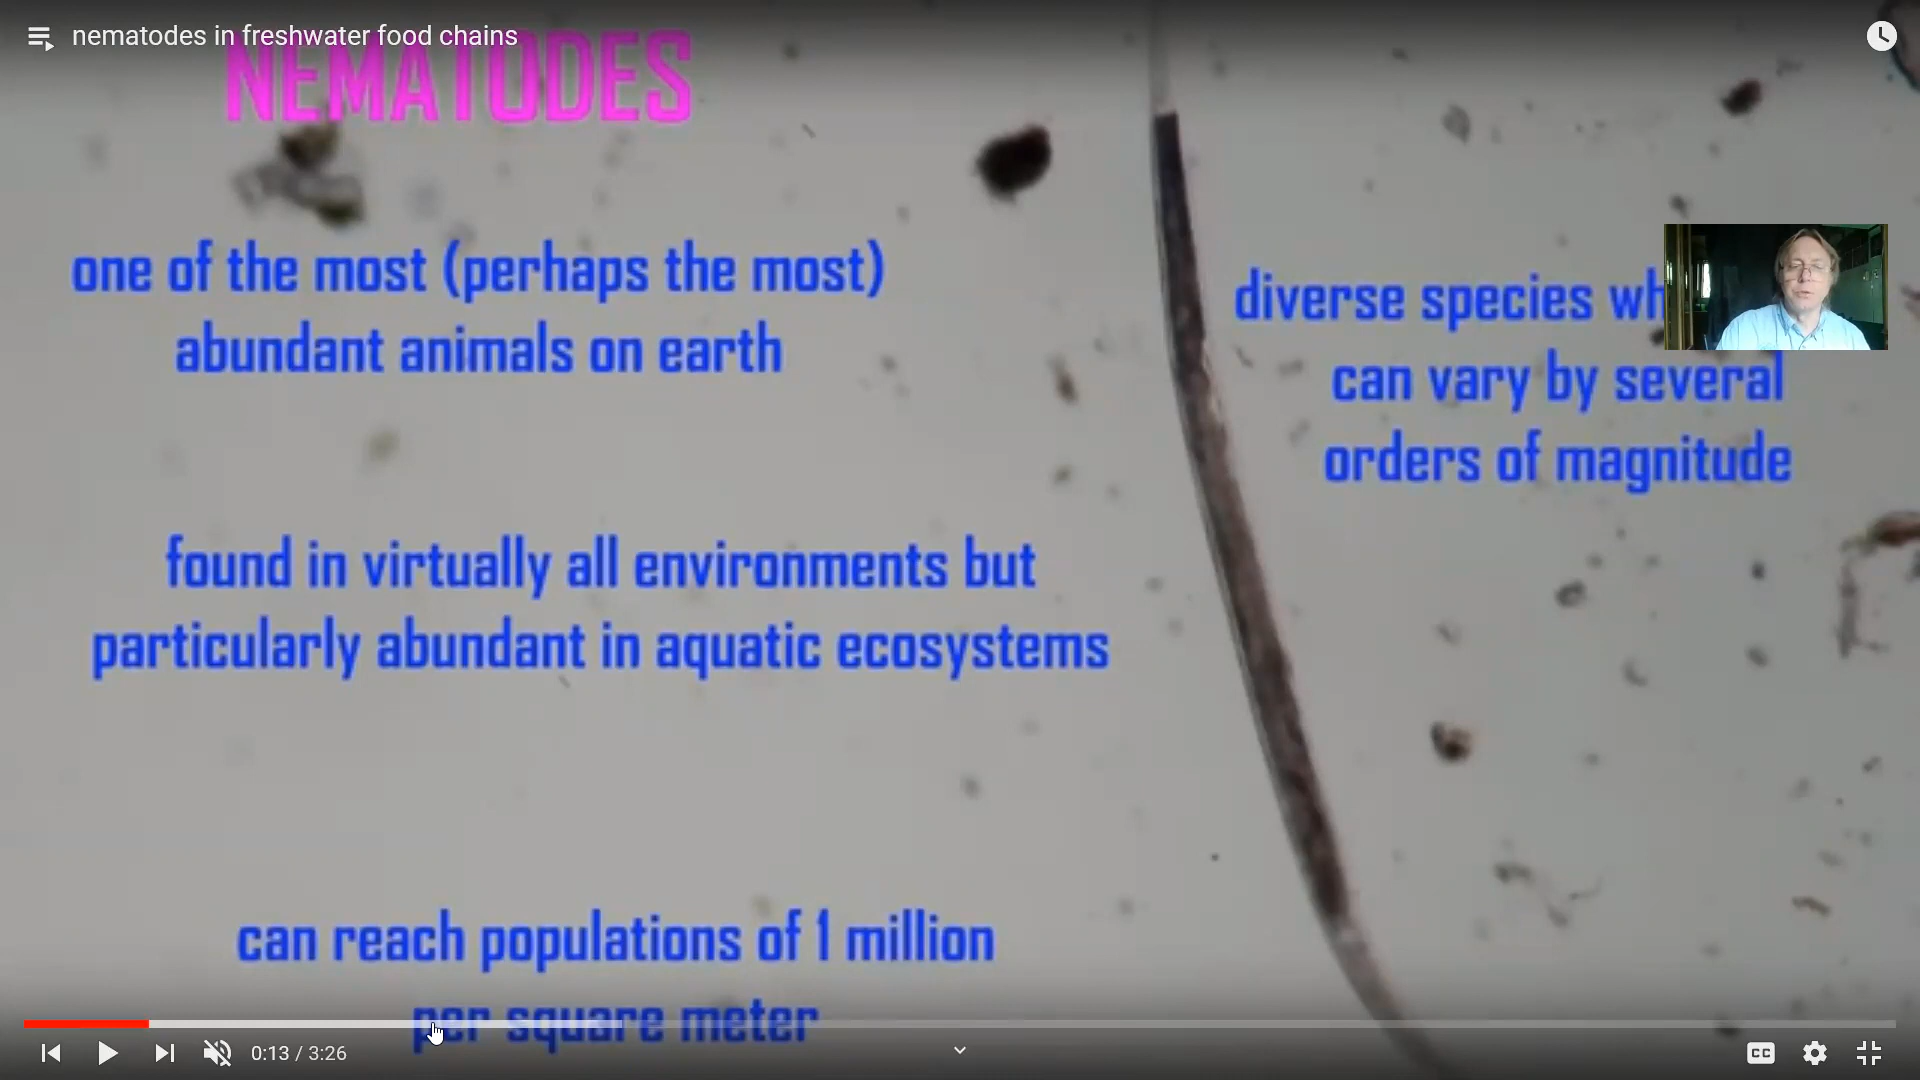 nematodes in freshwater food chains
NEMATODES
one of the most (perhaps the most)
abundant animals on earth
diverse species
can vary by several
orders of magnitude
found in virtually all environments but
particularly abundant in aquatic ecosystems
can reach populations of 1 million
per square meter
0:13 / 3:26
CC